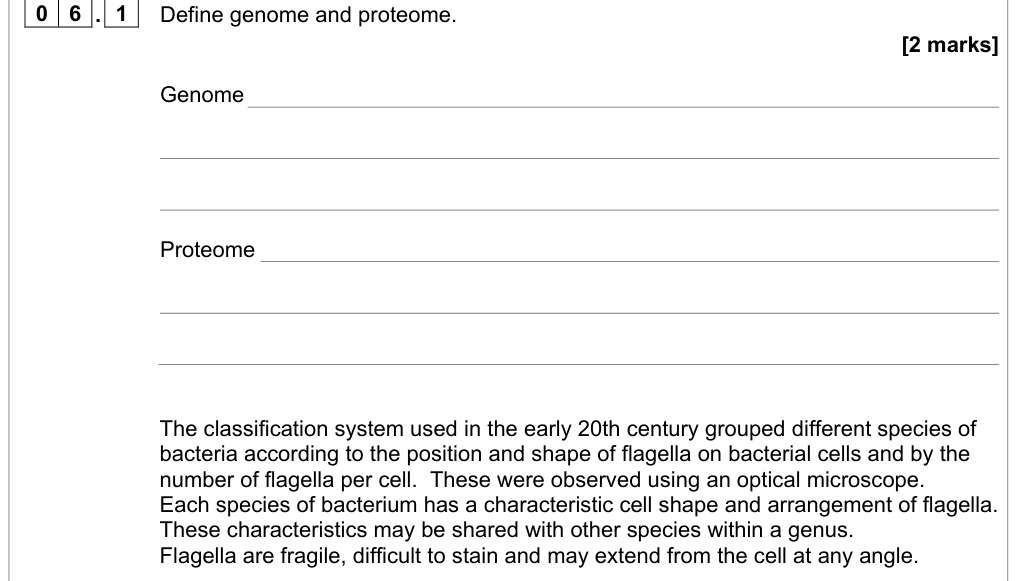 0 6 . 1 Define genome and proteome.
[2 marks]
Genome
Proteome
The classification system used in the early 20th century grouped different species of
bacteria according to the position and shape of flagella on bacterial cells and by the
number of flagella per cell.  These were observed using an optical microscope.
Each species of bacterium has a characteristic cell shape and arrangement of flagella.
These characteristics may be shared with other species within a genus.
Flagella are fragile, difficult to stain and may extend from the cell at any angle.